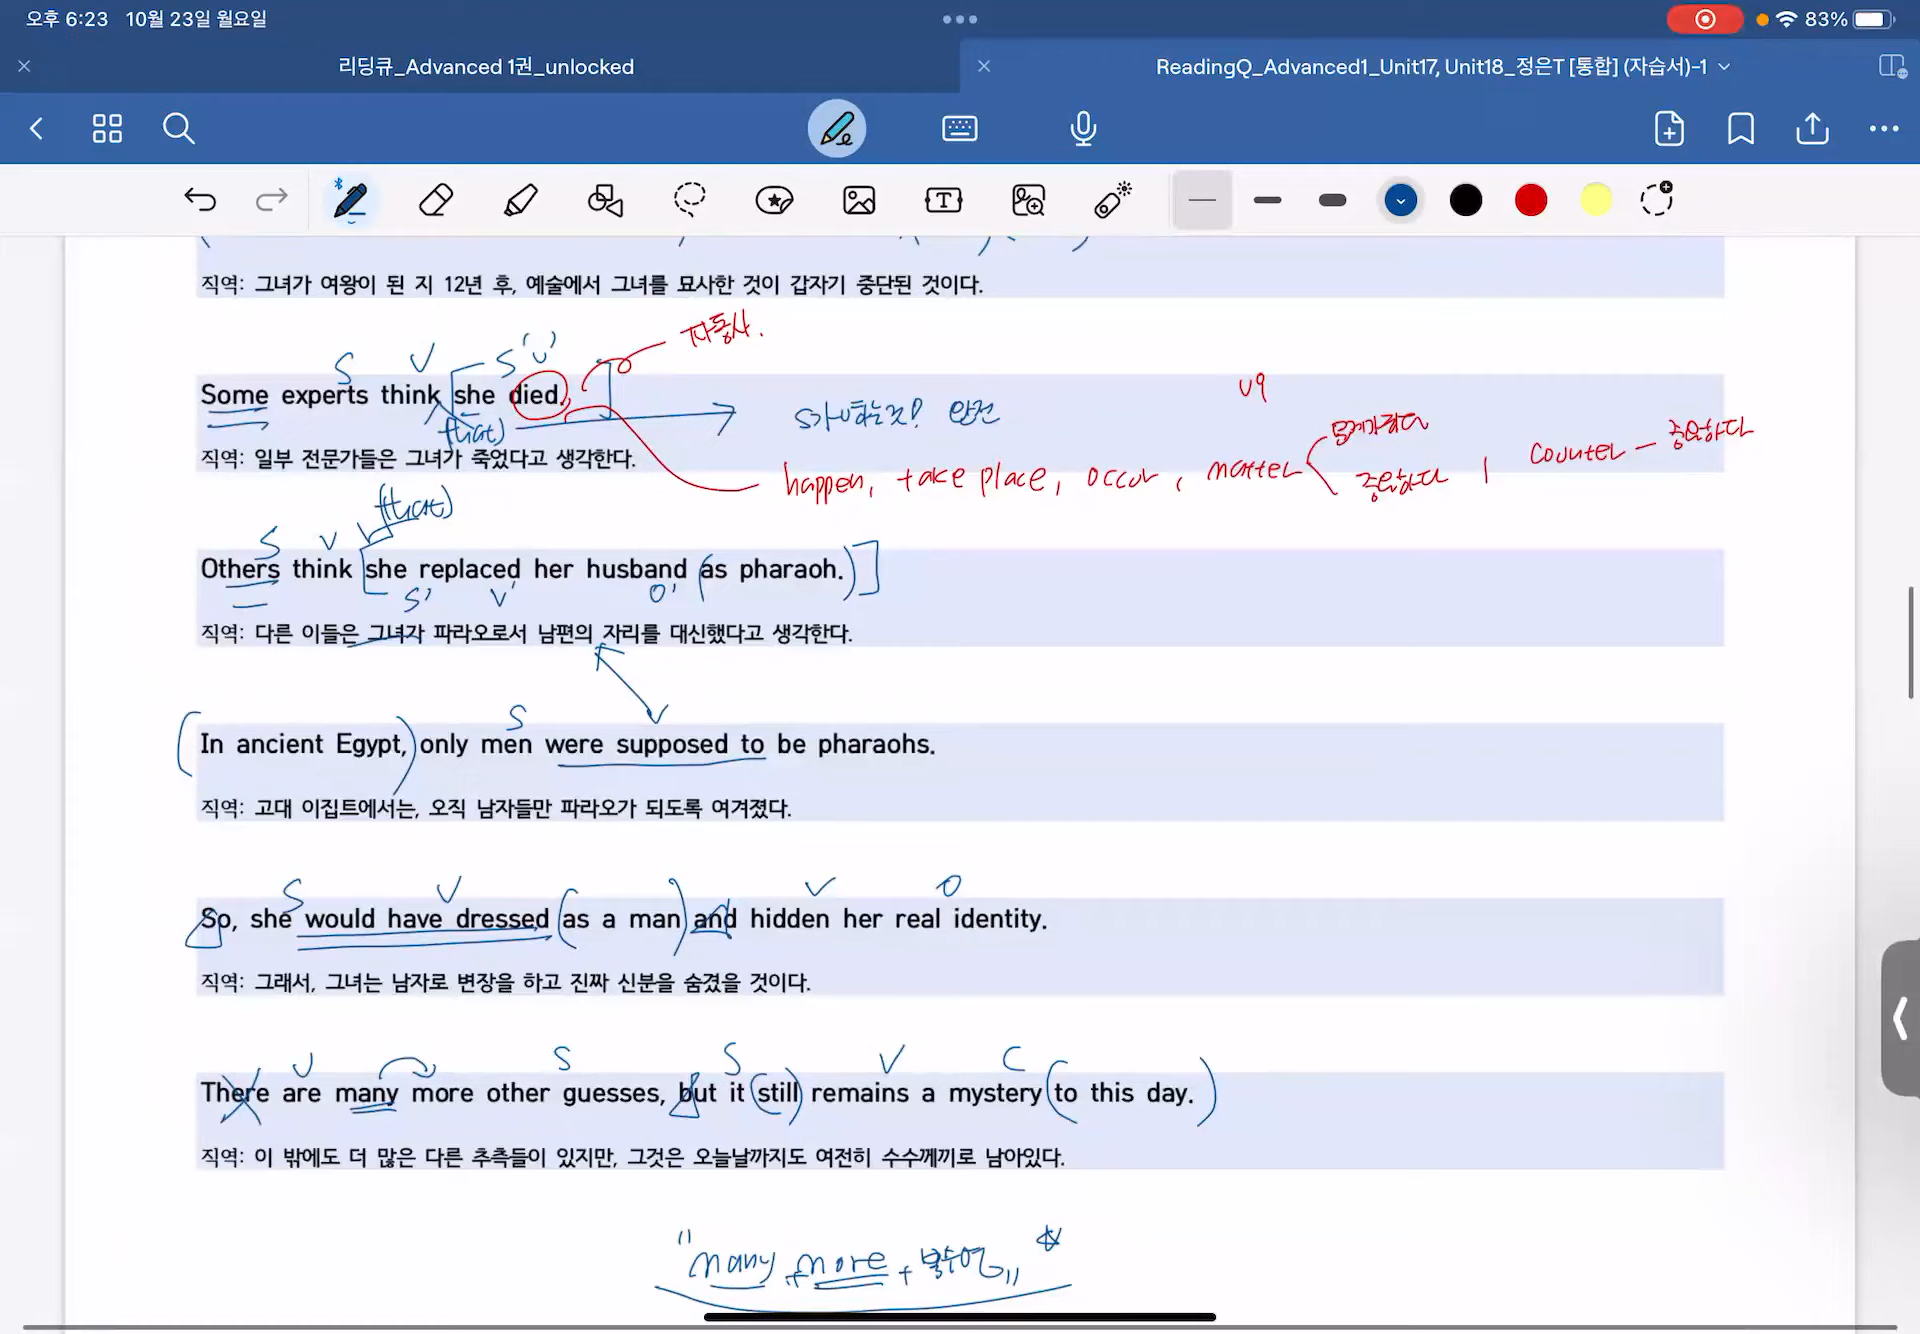 오후 6:23 10월 23일 월요일
83%
리딩큐_Advanced 1권_unlocked
ReadingQ_Advanced1_Unit17, Unit18_정은T [통합] (자습서)-1
직역: 그녀가 여왕이 된 지 12년 후, 예술에서 그녀를 묘사한 것이 갑자기 중단된 것이다.
자동사.
S V S' V'
Some experts think she died.
(that)
S가 V하는 것! 완전
vq
문제가되다
직역: 일부 전문가들은 그녀가 죽었다고 생각한다.
happen, take place, occur, matter
중요하다
counter - 중요하다
(that)
S V
Others think [she replaced her husband (as pharaoh.)]
S' V' O'
직역: 다른 이들은 그녀가 파라오로서 남편의 자리를 대신했다고 생각한다.
S V
(In ancient Egypt,) only men were supposed to be pharaohs.
직역: 고대 이집트에서는, 오직 남자들만 파라오가 되도록 여겨졌다.
S V V O
So, she would have dressed (as a man) and hidden her real identity.
직역: 그래서, 그녀는 남자로 변장을 하고 진짜 신분을 숨겼을 것이다.
V S S V C
There are many more other guesses, but it (still) remains a mystery (to this day.)
직역: 이 밖에도 더 많은 다른 추측들이 있지만, 그것은 오늘날까지도 여전히 수수께끼로 남아있다.
"many + more + 복수명"